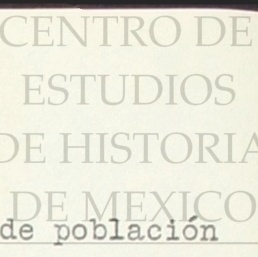 CENTRO DE
ESTUDIOS
DE HISTORIA
DE MEXICO
de población